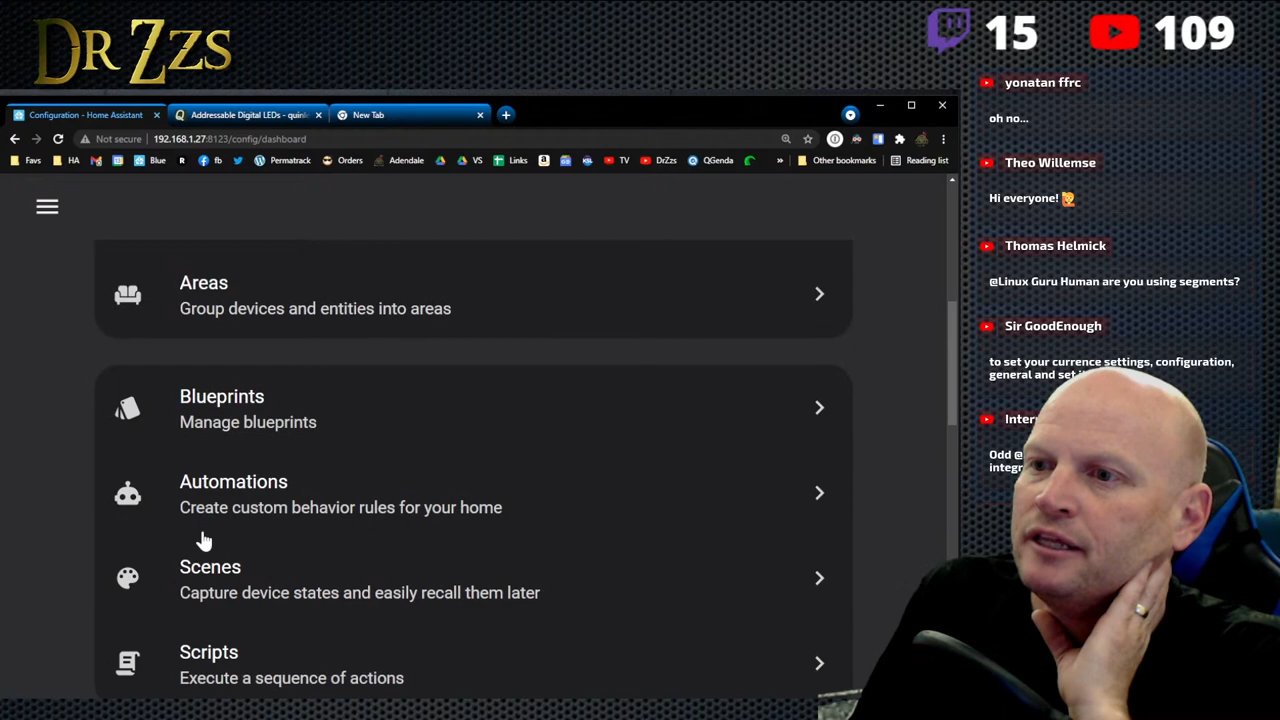 DR ZZS
15
109
Configuration - Home Assistant
Addressable Digital LEDs - quinle
New Tab
Not secure
192.168.1.27:8123/config/dashboard
Favs
HA
Blue
fb
Permatrack
Orders
Adendale
VS
Links
TV
DrZzs
QGenda
Other bookmarks
Reading list
Areas
Group devices and entities into areas
Blueprints
Manage blueprints
Automations
Create custom behavior rules for your home
Scenes
Capture device states and easily recall them later
Scripts
Execute a sequence of actions
yonatan ffrc
oh no...
Theo Willemse
Hi everyone! 🙋
Thomas Helmick
@Linux Guru Human are you using segments?
Sir GoodEnough
to set your currence settings, configuration,
general and set
Odd @